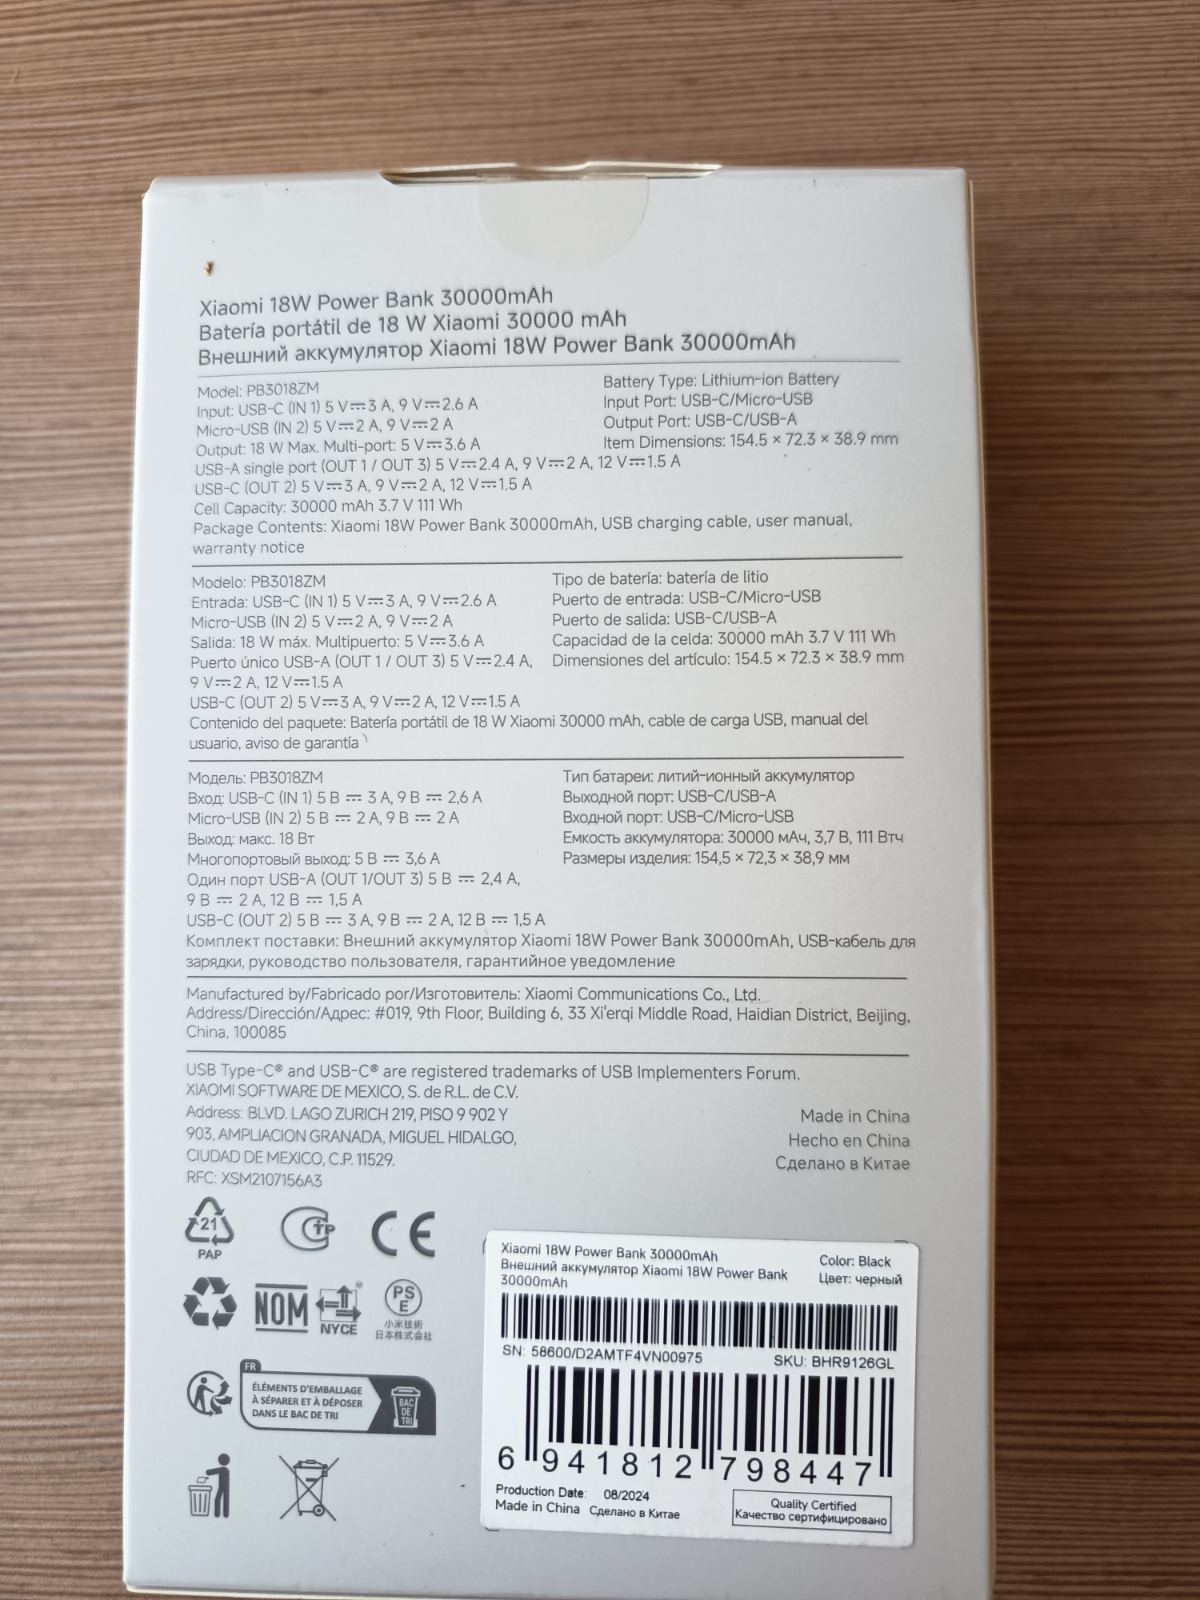 Xiaomi 18W Power Bank 30000mAh
Batería portátil de 18 W Xiaomi 30000 mAh
Внешний аккумулятор Xiaomi 18W Power Bank 30000mAh
Model: PB3018ZM
Input: USB-C (IN 1) 5 V⎓3 A, 9 V⎓2.6 A
Micro-USB (IN 2) 5 V⎓2 A, 9 V⎓2 A
Output: 18 W Max. Multi-port: 5 V⎓3.6 A
USB-A single port (OUT 1 / OUT 3) 5 V⎓2.4 A, 9 V⎓2 A, 12 V⎓1.5 A
USB-C (OUT 2) 5 V⎓3 A, 9 V⎓2 A, 12 V⎓1.5 A
Cell Capacity: 30000 mAh 3.7 V 111 Wh
Battery Type: Lithium-ion Battery
Input Port: USB-C/Micro-USB
Output Port: USB-C/USB-A
Item Dimensions: 154.5 × 72.3 × 38.9 mm
Package Contents: Xiaomi 18W Power Bank 30000mAh, USB charging cable, user manual,
warranty notice
Modelo: PB3018ZM
Entrada: USB-C (IN 1) 5 V⎓3 A, 9 V⎓2.6 A
Micro-USB (IN 2) 5 V⎓2 A, 9 V⎓2 A
Salida: 18 W máx. Multipuerto: 5 V⎓3.6 A
Puerto único USB-A (OUT 1 / OUT 3) 5 V⎓2.4 A,
9 V⎓2 A, 12 V⎓1.5 A
USB-C (OUT 2) 5 V⎓3 A, 9 V⎓2 A, 12 V⎓1.5 A
Tipo de batería: batería de litio
Puerto de entrada: USB-C/Micro-USB
Puerto de salida: USB-C/USB-A
Capacidad de la celda: 30000 mAh 3.7 V 111 Wh
Dimensiones del artículo: 154.5 × 72.3 × 38.9 mm
Contenido del paquete: Batería portátil de 18 W Xiaomi 30000 mAh, cable de carga USB, manual del
usuario, aviso de garantía
Модель: PB3018ZM
Вход: USB-C (IN 1) 5 В ⎓ 3 A, 9 В ⎓ 2,6 A
Micro-USB (IN 2) 5 В ⎓ 2 A, 9 В ⎓ 2 A
Выход: макс. 18 Вт
Многопортовый выход: 5 В ⎓ 3,6 A
Один порт USB-A (OUT 1/OUT 3) 5 В ⎓ 2,4 A,
9 В ⎓ 2 A, 12 В ⎓ 1,5 A
USB-C (OUT 2) 5 В ⎓ 3 A, 9 В ⎓ 2 A, 12 В ⎓ 1,5 A
Тип батареи: литий-ионный аккумулятор
Выходной порт: USB-C/USB-A
Входной порт: USB-C/Micro-USB
Емкость аккумулятора: 30000 мАч, 3,7 В, 111 Втч
Размеры изделия: 154,5 × 72,3 × 38,9 мм
Комплект поставки: Внешний аккумулятор Xiaomi 18W Power Bank 30000mAh, USB-кабель для
зарядки, руководство пользователя, гарантийное уведомление
Manufactured by/Fabricado por/Изготовитель: Xiaomi Communications Co., Ltd.
Address/Dirección/Адрес: #019, 9th Floor, Building 6, 33 Xi'erqi Middle Road, Haidian District, Beijing,
China, 100085
USB Type-C® and USB-C® are registered trademarks of USB Implementers Forum.
XIAOMI SOFTWARE DE MEXICO, S. de R.L. de C.V.
Address: BLVD. LAGO ZURICH 219, PISO 9 902 Y
903, AMPLIACION GRANADA, MIGUEL HIDALGO,
CIUDAD DE MEXICO, C.P. 11529.
RFC: XSM2107156A3
Made in China
Hecho en China
Сделано в Китае
21
PAP
СТР
CE
NOM
NYCE
PS
E
小米技術
日本株式会社
FR
ÉLÉMENTS D'EMBALLAGE
À SÉPARER ET À DÉPOSER
DANS LE BAC DE TRI
BAC
DE
TRI
Xiaomi 18W Power Bank 30000mAh
Внешний аккумулятор Xiaomi 18W Power Bank
30000mAh
Color: Black
Цвет: черный
SN: 58600/D2AMTF4VN00975
SKU: BHR9126GL
6 941812 798447
Production Date: 08/2024
Made in China Сделано в Китае
Quality Certified
Качество сертифицировано